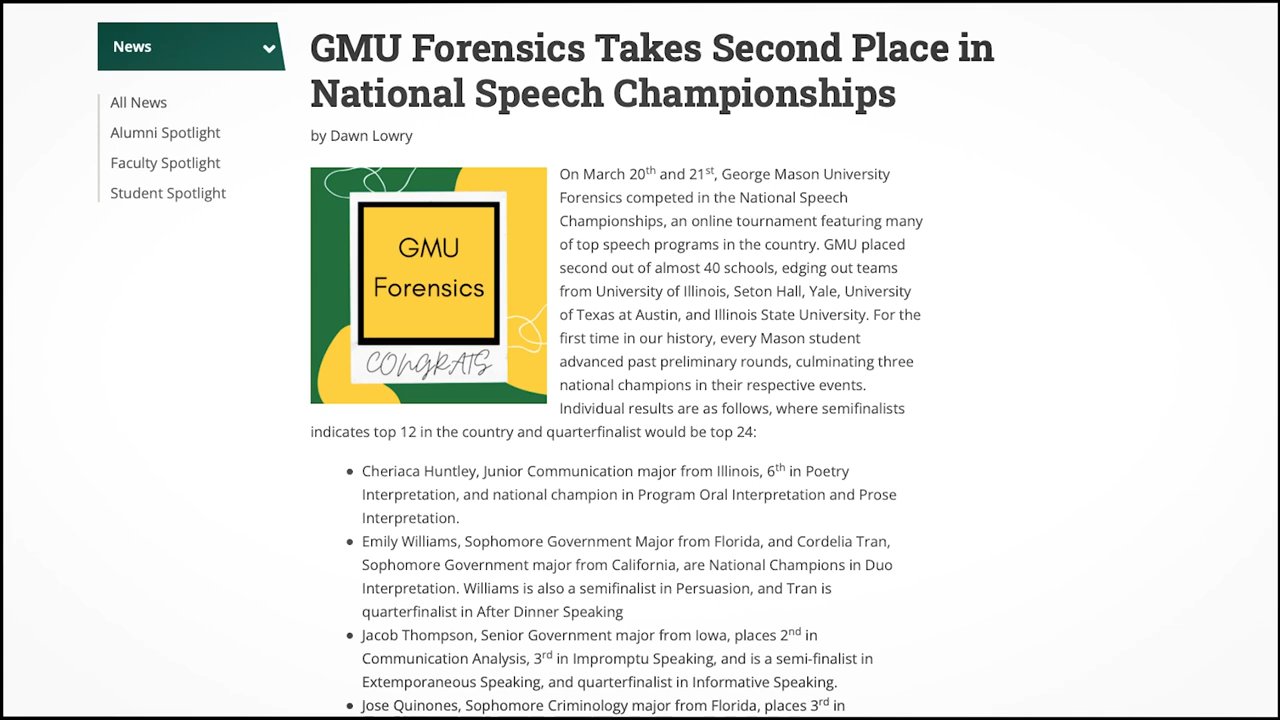 News
All News
Alumni Spotlight
Faculty Spotlight
Student Spotlight
GMU Forensics Takes Second Place in
National Speech Championships
by Dawn Lowry
GMU
Forensics
CONGRATS
On March 20th and 21st, George Mason University
Forensics competed in the National Speech
Championships, an online tournament featuring many
of top speech programs in the country. GMU placed
second out of almost 40 schools, edging out teams
from University of Illinois, Seton Hall, Yale, University
of Texas at Austin, and Illinois State University. For the
first time in our history, every Mason student
advanced past preliminary rounds, culminating three
national champions in their respective events.
Individual results are as follows, where semifinalists
indicates top 12 in the country and quarterfinalist would be top 24:
• Cheriaca Huntley, Junior Communication major from Illinois, 6th in Poetry
Interpretation, and national champion in Program Oral Interpretation and Prose
Interpretation.
• Emily Williams, Sophomore Government Major from Florida, and Cordelia Tran,
Sophomore Government major from California, are National Champions in Duo
Interpretation. Williams is also a semifinalist in Persuasion, and Tran is
quarterfinalist in After Dinner Speaking
• Jacob Thompson, Senior Government major from Iowa, places 2nd in
Communication Analysis, 3rd in Impromptu Speaking, and is a semi-finalist in
Extemporaneous Speaking, and quarterfinalist in Informative Speaking.
• Jose Quinones, Sophomore Criminology major from Florida, places 3rd in